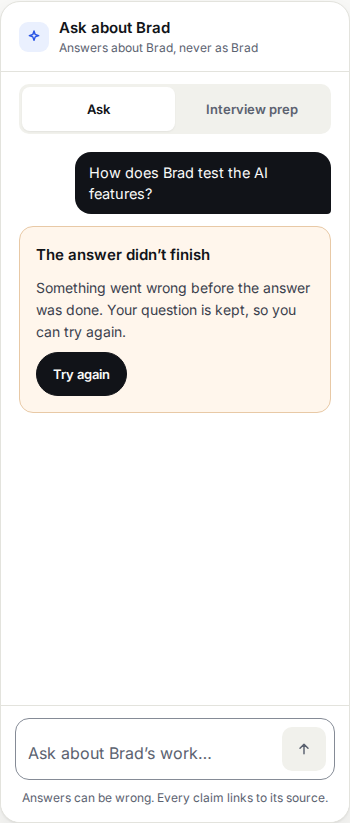 Ask about Brad
Answers about Brad, never as Brad
Ask
Interview prep
How does Brad test the AI
features?
The answer didn’t finish
Something went wrong before the answer
was done. Your question is kept, so you
can try again.
Try again
Ask about Brad’s work...
Answers can be wrong. Every claim links to its source.